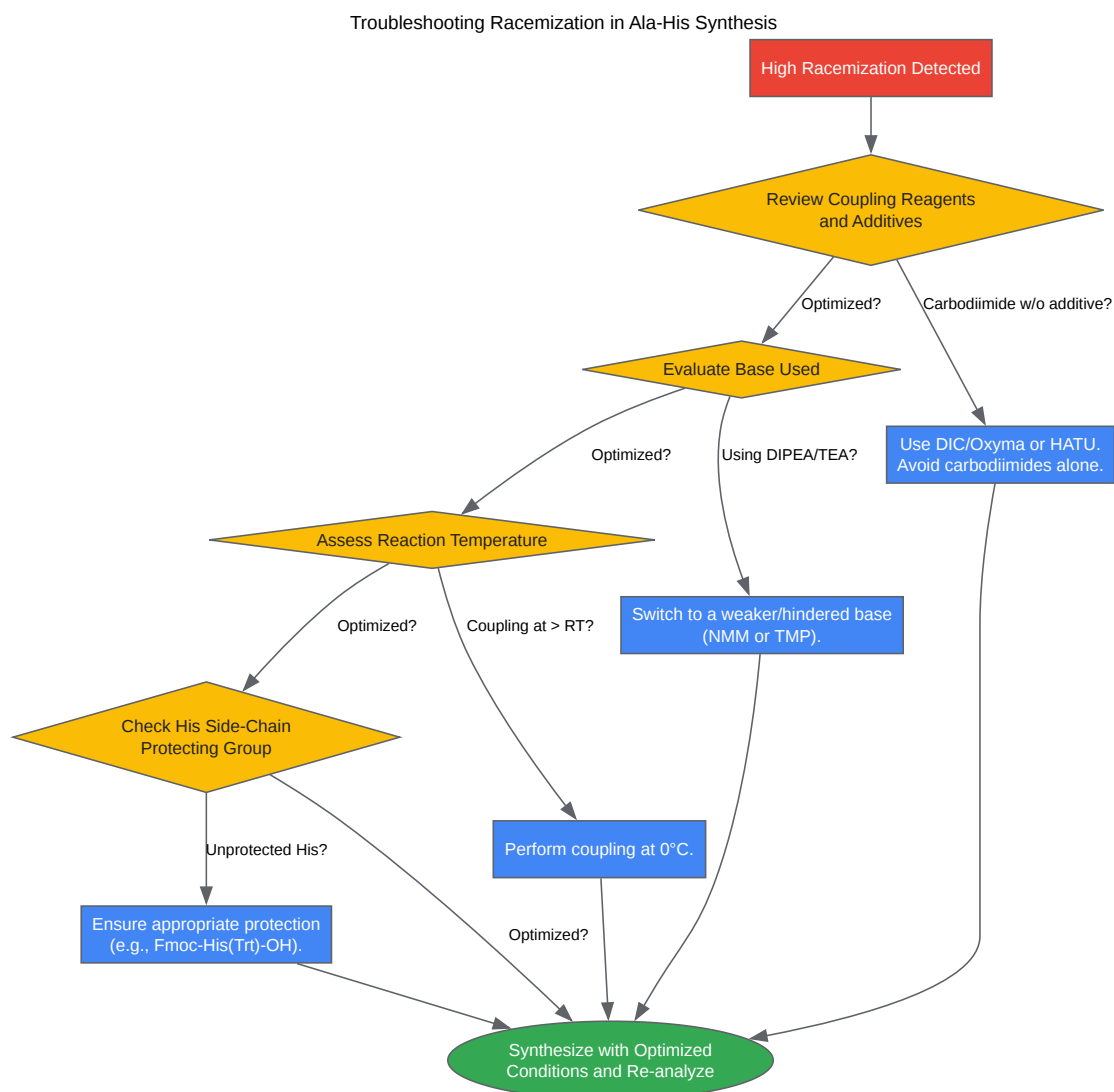 Troubleshooting Racemization in Ala-His Synthesis
High Racemization Detected
Review Coupling Reagents
and Additives
Optimized?
Carbodiimide w/o additive?
Evaluate Base Used
Use DIC/Oxyma or HATU.
Avoid carbodiimides alone.
Optimized?
Using DIPEA/TEA?
Assess Reaction Temperature
Switch to a weaker/hindered base
(NMM or TMP).
Optimized?
Coupling at > RT?
Check His Side-Chain
Protecting Group
Perform coupling at 0°C.
Unprotected His?
Ensure appropriate protection
(e.g., Fmoc-His(Trt)-OH).
Optimized?
Synthesize with Optimized
Conditions and Re-analyze